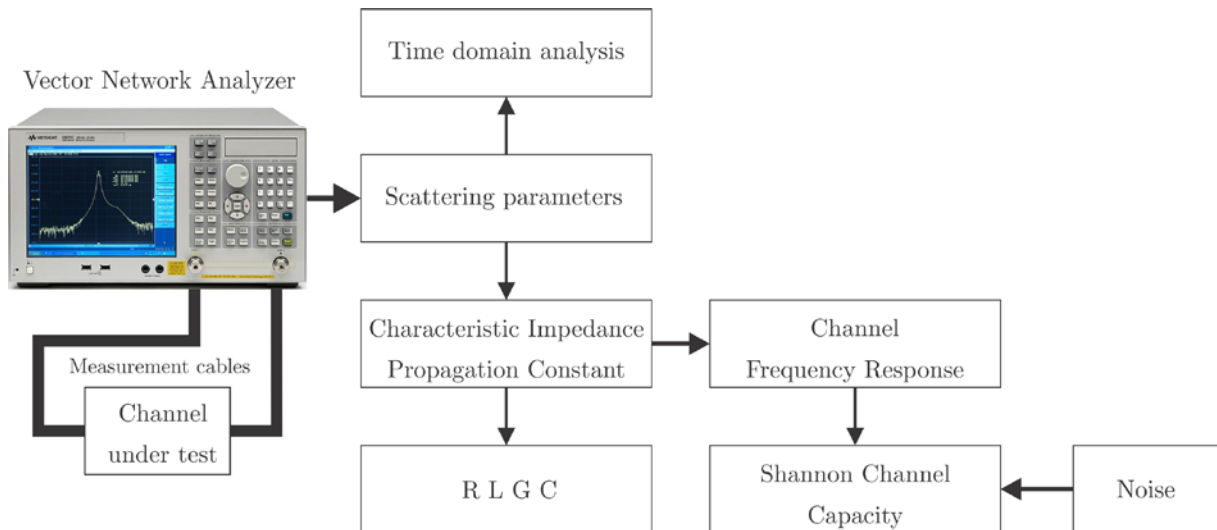 Time domain analysis
Vector Network Analyzer
KEYSIGHT
Scattering parameters
Characteristic Impedance
Propagation Constant
Channel
Frequency Response
Measurement cables
Channel
under test
R L G C
Shannon Channel
Capacity
Noise